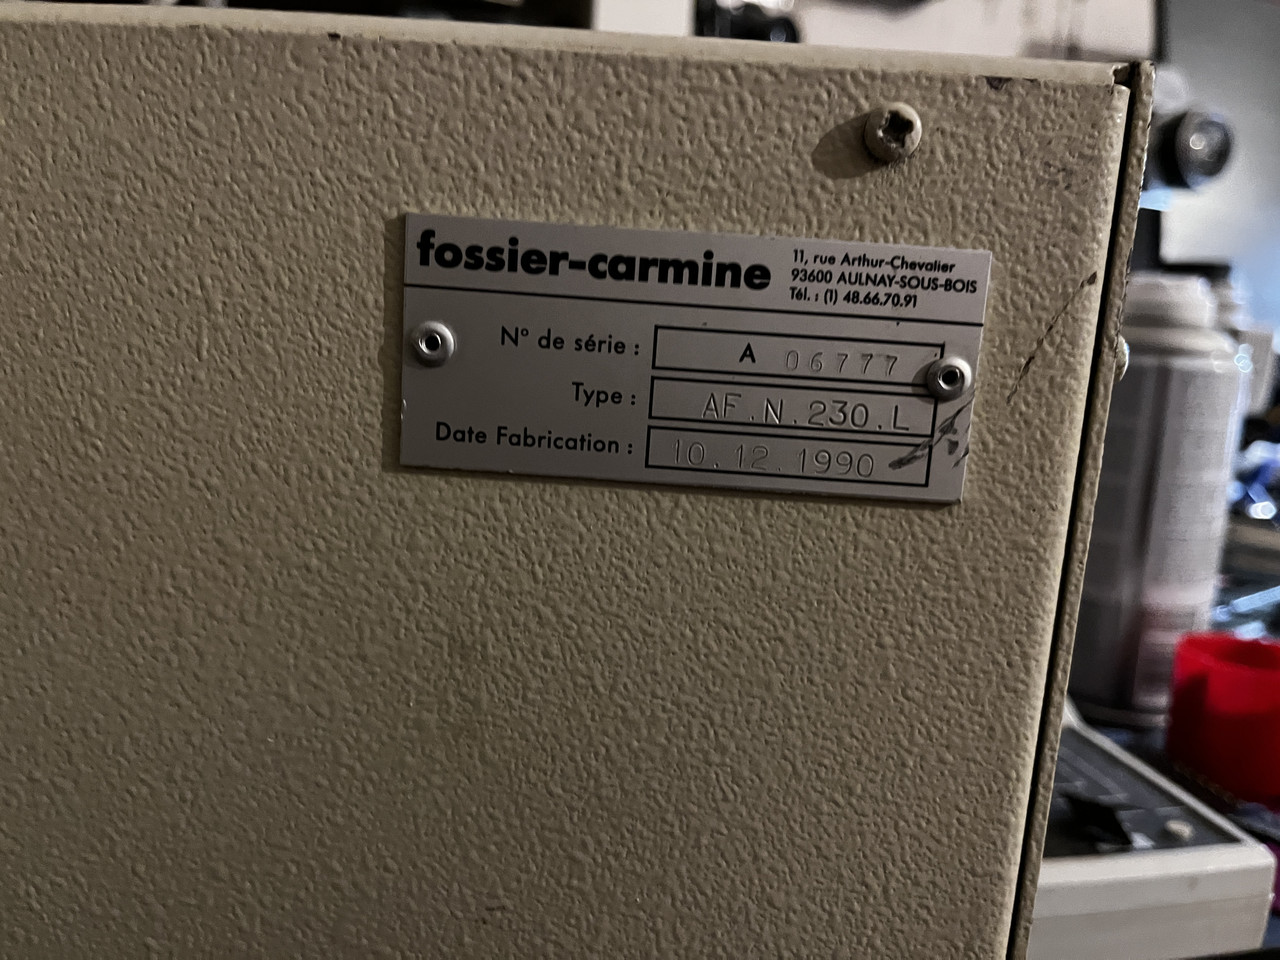 fossier-carmine
11, rue Arthur-Chevalier
93600 AULNAY-SOUS-BOIS
Tél. : (1) 48.66.70.91
N° de série : A 06777
Type : AF.N.230.L
Date Fabrication : 10.12.1990